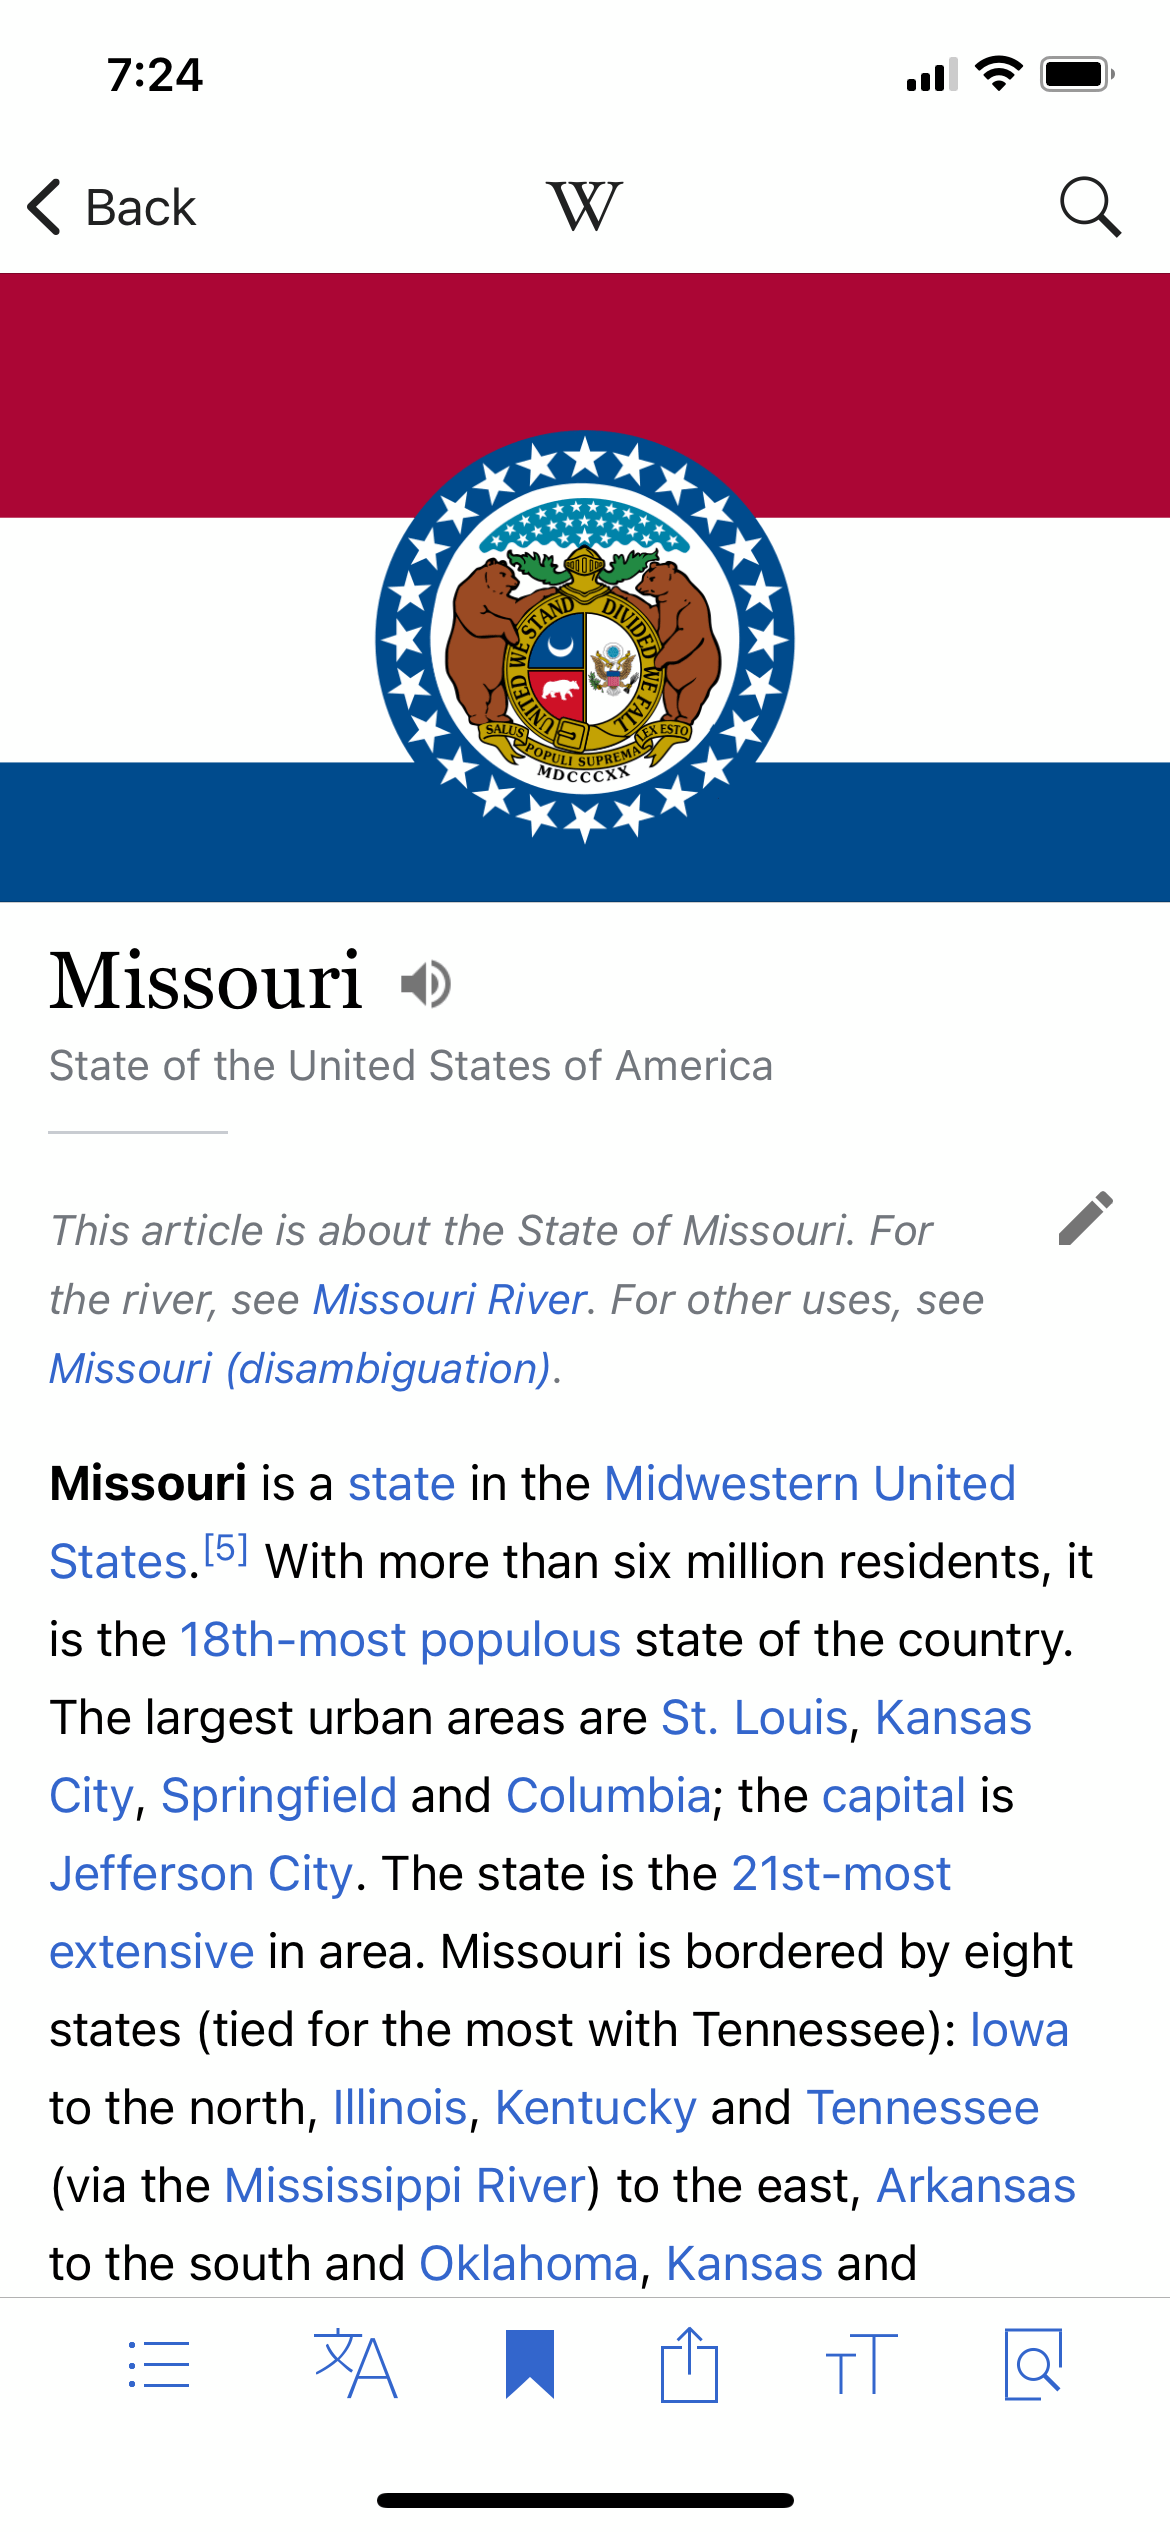 7:24
Back
W
UNITED WE STAND DIVIDED WE FALL
SALUS POPULI SUPREMA EX ESTO
MDCCCXX
Missouri
State of the United States of America
This article is about the State of Missouri. For
the river, see Missouri River. For other uses, see
Missouri (disambiguation).
Missouri is a state in the Midwestern United
States.[5] With more than six million residents, it
is the 18th-most populous state of the country.
The largest urban areas are St. Louis, Kansas
City, Springfield and Columbia; the capital is
Jefferson City. The state is the 21st-most
extensive in area. Missouri is bordered by eight
states (tied for the most with Tennessee): Iowa
to the north, Illinois, Kentucky and Tennessee
(via the Mississippi River) to the east, Arkansas
to the south and Oklahoma, Kansas and
文A
TT